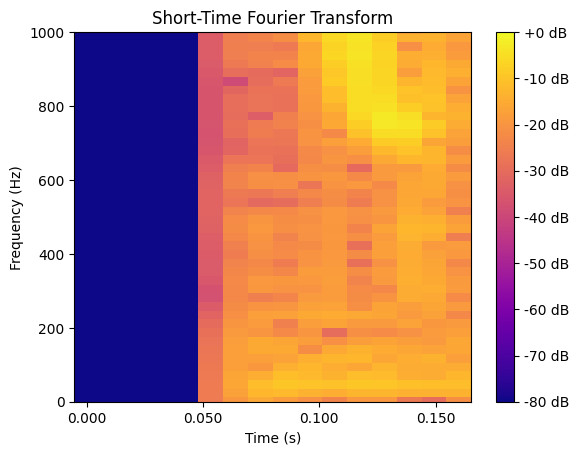 Short-Time Fourier Transform
Frequency (Hz)
1000
800
600
400
200
0
0.000 0.050 0.100 0.150
Time (s)
+0 dB
-10 dB
-20 dB
-30 dB
-40 dB
-50 dB
-60 dB
-70 dB
-80 dB